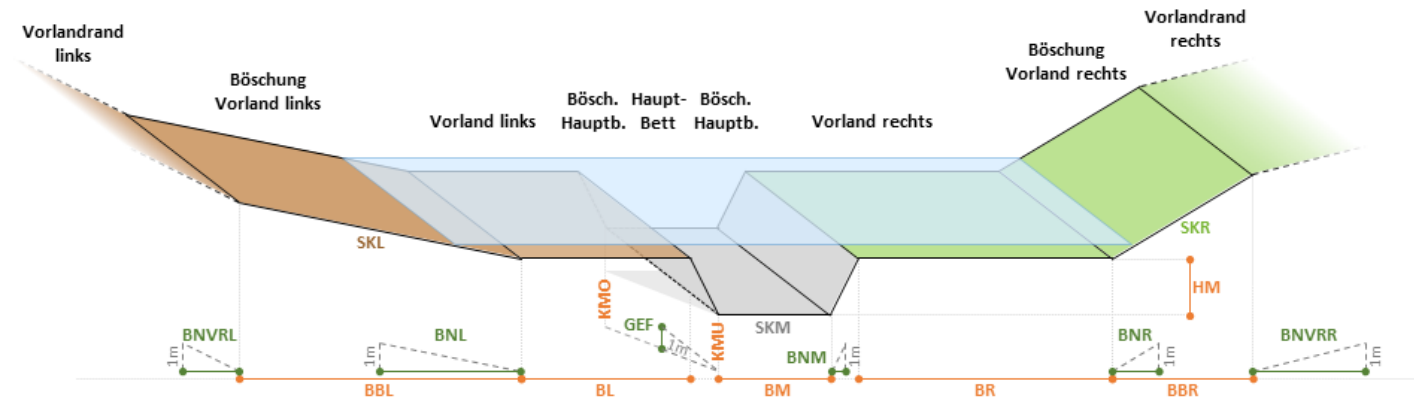 Vorlandrand
links
Böschung
Vorland links
Vorland links
Bösch.
Hauptb.
Haupt-
Bett
Bösch.
Hauptb.
Vorland rechts
Böschung
Vorland rechts
Vorlandrand
rechts
SKL
SKR
HM
KMO
GEF
1m
KMU
SKM
BNVRL
1m
BNL
1m
BNM
1m
BNR
1m
BNVRR
1m
BBL
BL
BM
BR
BBR